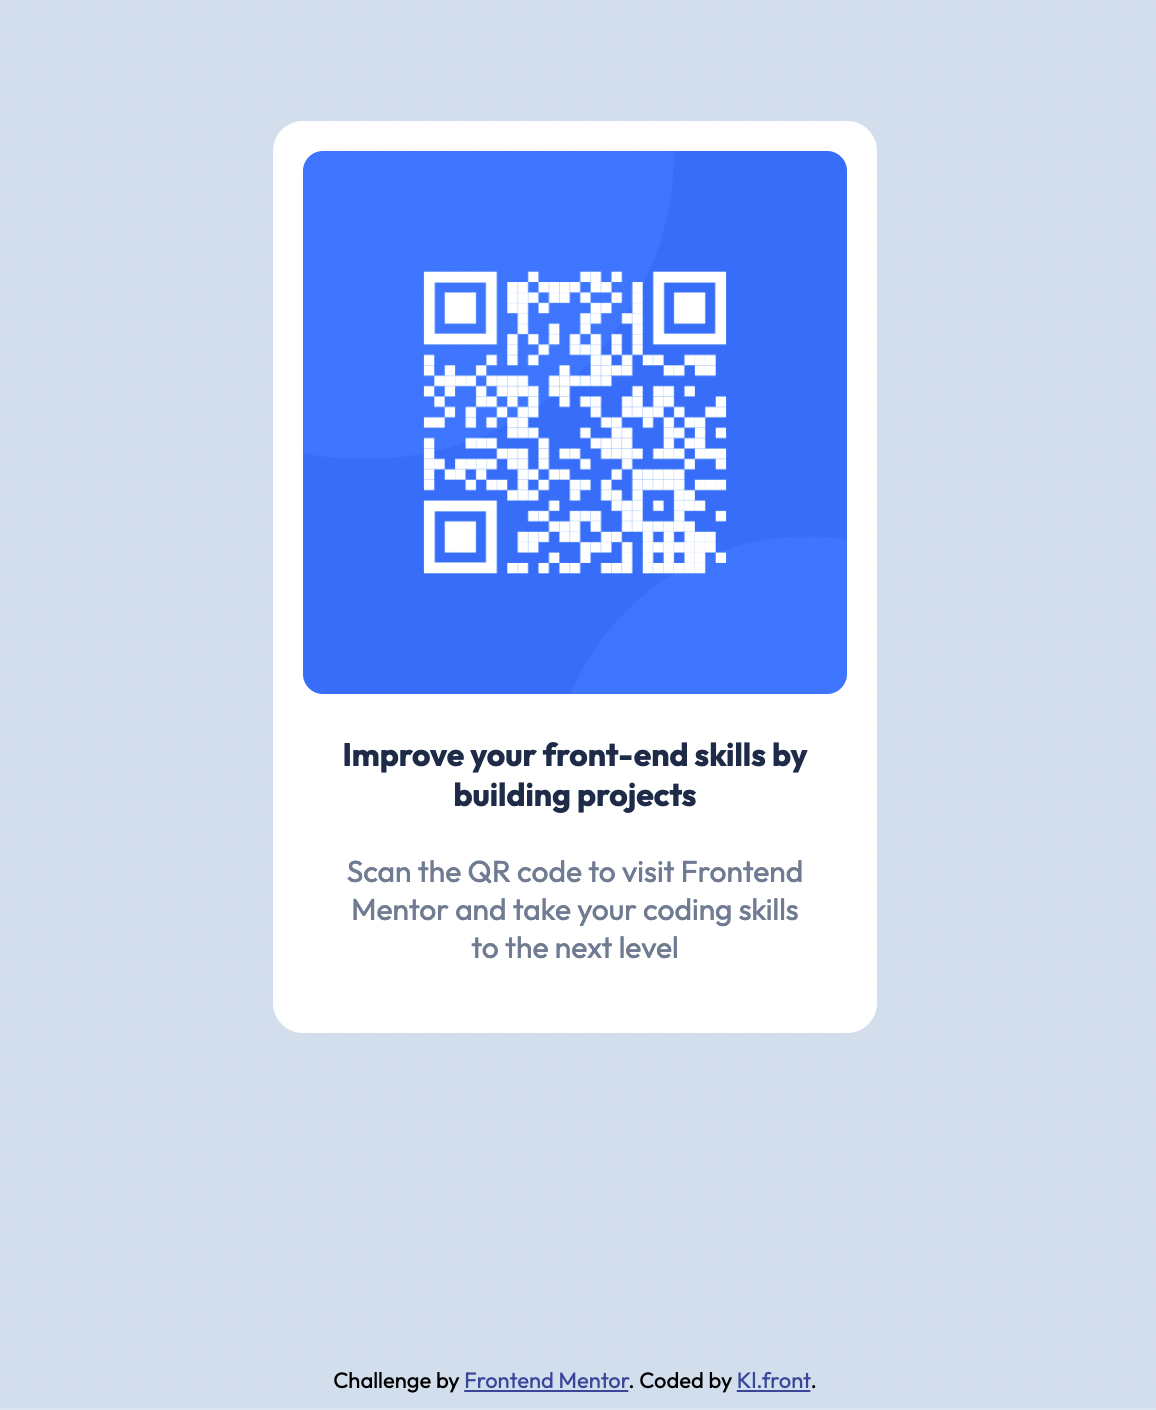 Improve your front-end skills by
building projects
Scan the QR code to visit Frontend
Mentor and take your coding skills
to the next level
Challenge by Frontend Mentor. Coded by Kl.front.